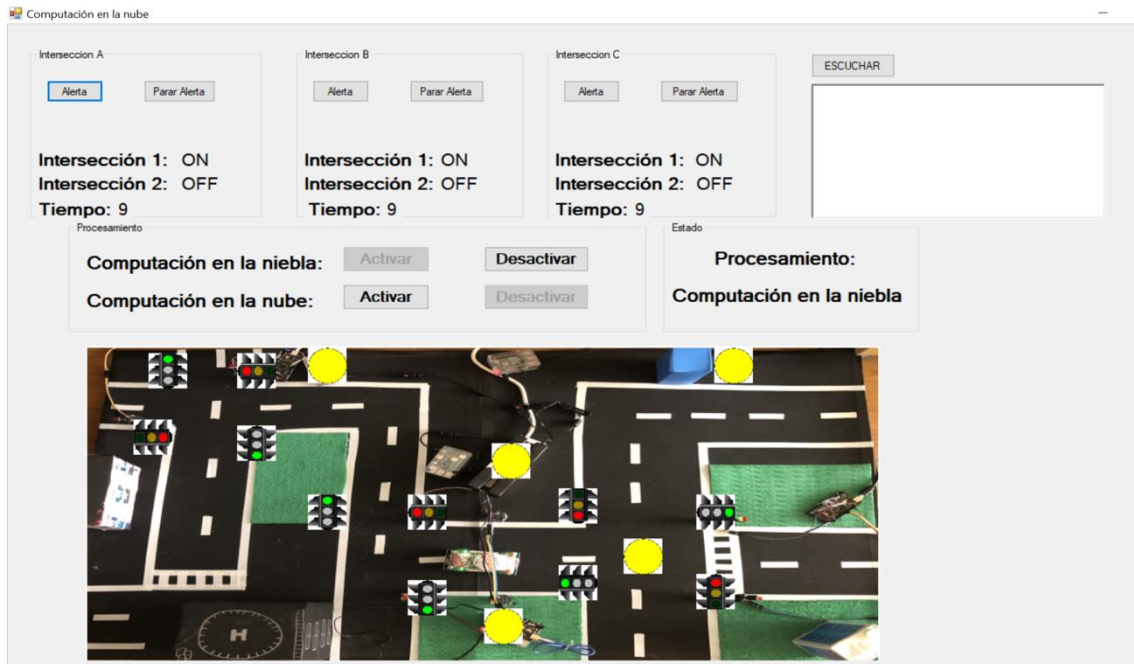 Computación en la nube
Interseccion A
Alerta Parar Alerta
Intersección 1: ON
Intersección 2: OFF
Tiempo: 9
Interseccion B
Alerta Parar Alerta
Intersección 1: ON
Intersección 2: OFF
Tiempo: 9
Interseccion C
Alerta Parar Alerta
Intersección 1: ON
Intersección 2: OFF
Tiempo: 9
ESCUCHAR
Procesamiento
Computación en la niebla: Activar Desactivar
Computación en la nube: Activar Desactivar
Estado
Procesamiento:
Computación en la niebla
H